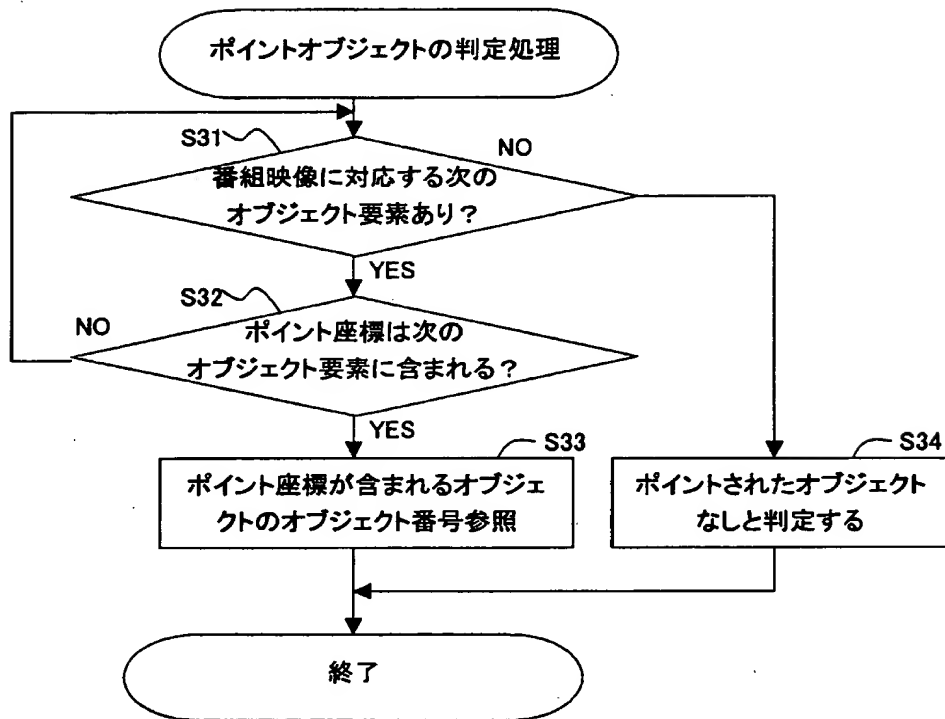 ポイントオブジェクトの判定処理
S31
NO
番組映像に対応する次の
オブジェクト要素あり？
YES
S32
NO
ポイント座標は次の
オブジェクト要素に含まれる？
YES
S33
S34
ポイント座標が含まれるオブジェ
クトのオブジェクト番号参照
ポイントされたオブジェクト
なしと判定する
終了